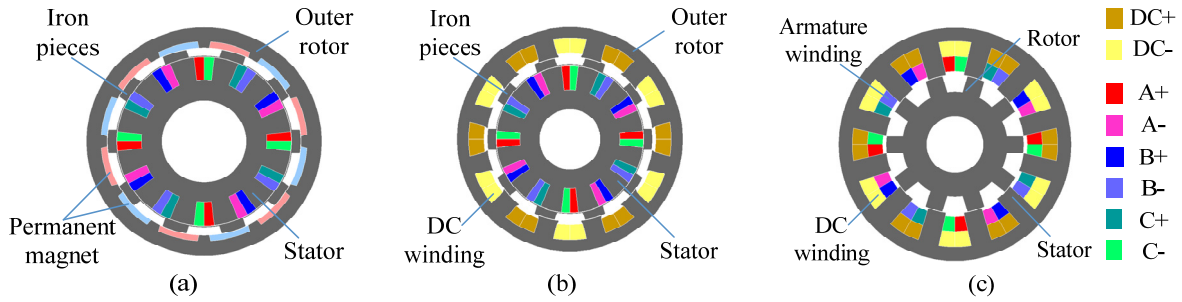 (a)
Iron
pieces
Outer
rotor
Permanent
magnet
Stator
(b)
Iron
pieces
Outer
rotor
DC
winding
Stator
(c)
Armature
winding
Rotor
DC
winding
Stator
DC+
DC-
A+
A-
B+
B-
C+
C-
(a)
(b)
(c)